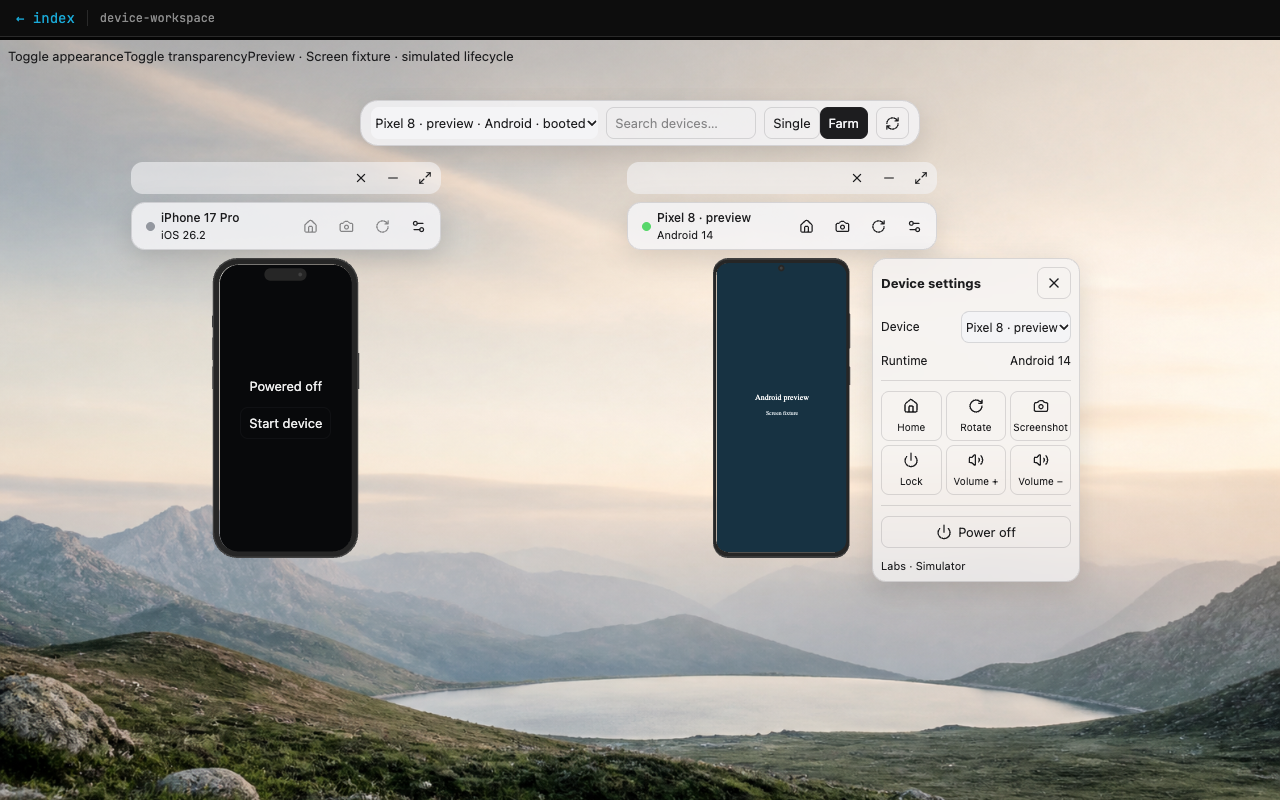 ← index device-workspace
Toggle appearanceToggle transparencyPreview · Screen fixture · simulated lifecycle
Pixel 8 · preview · Android · booted Search devices... Single Farm
iPhone 17 Pro
iOS 26.2
Pixel 8 · preview
Android 14
Powered off
Start device
Android preview
Screen fixture
Device settings
Device Pixel 8 · preview
Runtime Android 14
Home Rotate Screenshot
Lock Volume + Volume −
Power off
Labs · Simulator